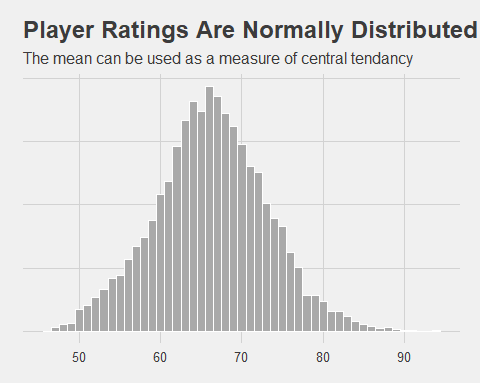 Player Ratings Are Normally Distributed
The mean can be used as a measure of central tendancy
50 60 70 80 90